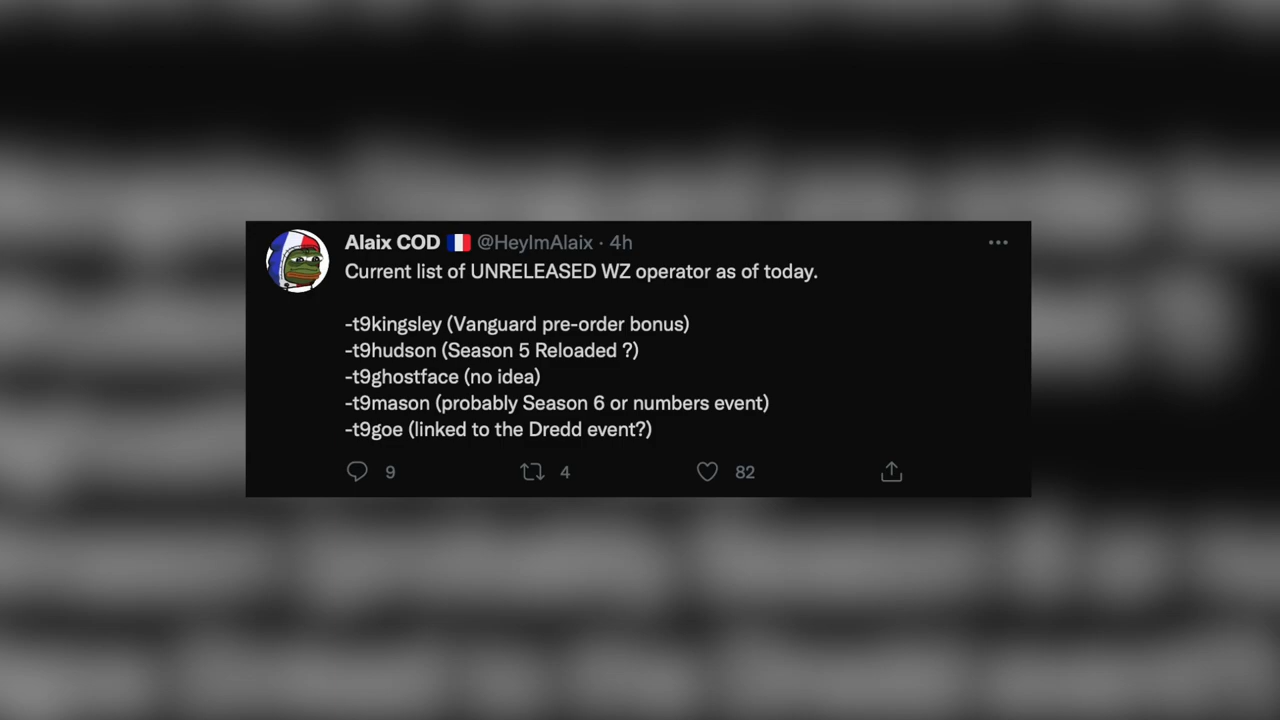 Alaix COD 🇫🇷 @HeyImAlaix · 4h
Current list of UNRELEASED WZ operator as of today.
-t9kingsley (Vanguard pre-order bonus)
-t9hudson (Season 5 Reloaded ?)
-t9ghostface (no idea)
-t9mason (probably Season 6 or numbers event)
-t9goe (linked to the Dredd event?)
9 4 82